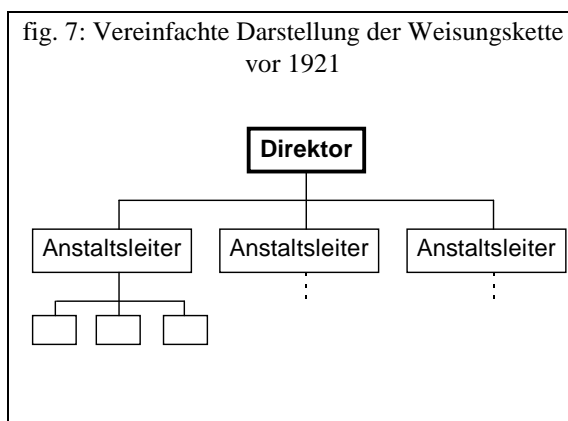 fig. 7: Vereinfachte Darstellung der Weisungskette
vor 1921
Direktor
Anstaltsleiter Anstaltsleiter Anstaltsleiter